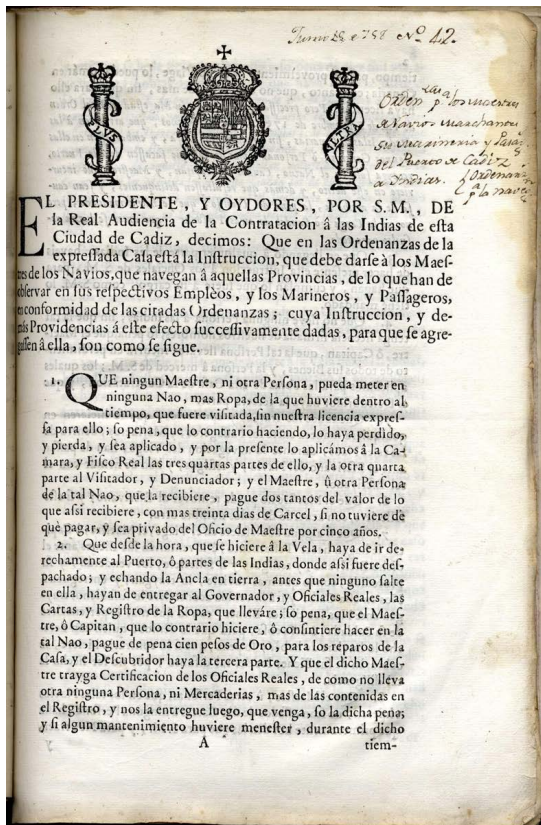 Junio 28 e 758 Nº 42.
Orden
p.ª los Maestres
de Navios Marchantes
su Marineria y
del Puerto de Cadiz
a Indias.
PLVS
VLTRA
EL PRESIDENTE, Y OYDORES, POR S.M., DE
la Real Audiencia de la Contratacion â las Indias de esta
Ciudad de Cadiz, decimos: Que en las Ordenanzas de la
expressada Casa está la Instruccion, que debe darse à los Maes-
tres de los Navios, que navegan â aquellas Provincias, de lo que han de
observar en sus respectivos Emplèos, y los Marineros, y Passageros,
en conformidad de las citadas Ordenanzas; cuya Instruccion, y de-
más Providencias á este efecto successivamente dadas, para que se agre-
gassen â ella, son como se sigue.
1. QUE ningun Maestre, ni otra Persona, pueda meter en
ninguna Nao, mas Ropa, de la que huviere dentro al
tiempo, que fuere visitada, sin nuestra licencia expres-
sa para ello; so pena, que lo contrario haciendo, lo haya perdido,
y pierda, y sea aplicado, y por la presente lo aplicámos â la Ca-
mara, y Fisco Real las tres quartas partes de ello, y la otra quarta
parte al Visitador, y Denunciador; y el Maestre, û otra Persona
de la tal Nao, que la recibiere, pague dos tantos del valor de lo
que assi recibiere, con mas treinta dias de Carcel, si no tuviere de
què pagar, y sea privado del Oficio de Maestre por cinco años.
2. Que desde la hora, que se hiciere â la Vela, haya de ir de-
rechamente al Puerto, ô partes de las Indias, donde assi fuere des-
pachado; y echando la Ancla en tierra, antes que ninguno salte
en ella, hayan de entregar al Governador, y Oficiales Reales, las
Cartas, y Registro de la Ropa, que lleváre; so pena, que el Maes-
tre, ô Capitan, que lo contrario hiciere, ô consintiere hacer en la
tal Nao, pague de pena cien pesos de Oro, para los reparos de la
Casa, y el Descubridor haya la tercera parte. Y que el dicho Maes-
tre trayga Certificacion de los Oficiales Reales, de como no lleva
otra ninguna Persona, ni Mercaderias, mas de las contenidas en
el Registro, y nos la entregue luego, que venga, so la dicha pena;
y si algun mantenimiento huviere menester, durante el dicho
A tiem-